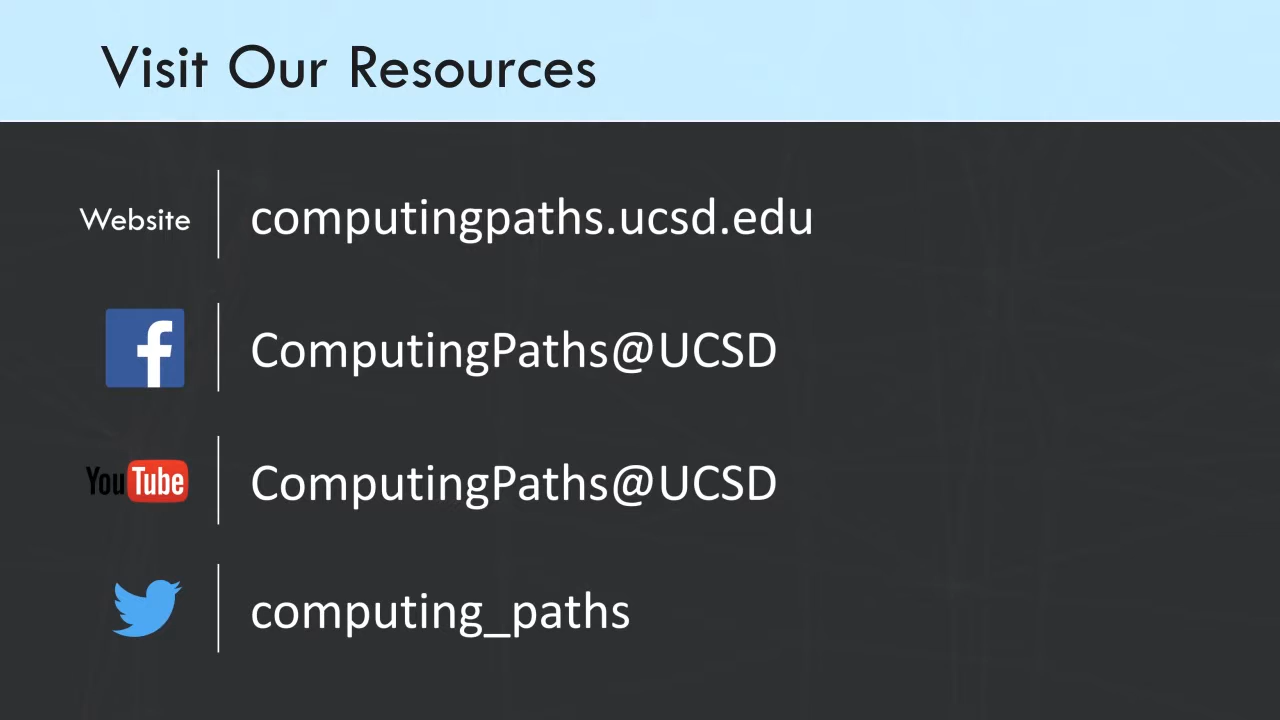 Visit Our Resources
Website
computingpaths.ucsd.edu
f
ComputingPaths@UCSD
YouTube
ComputingPaths@UCSD
computing_paths